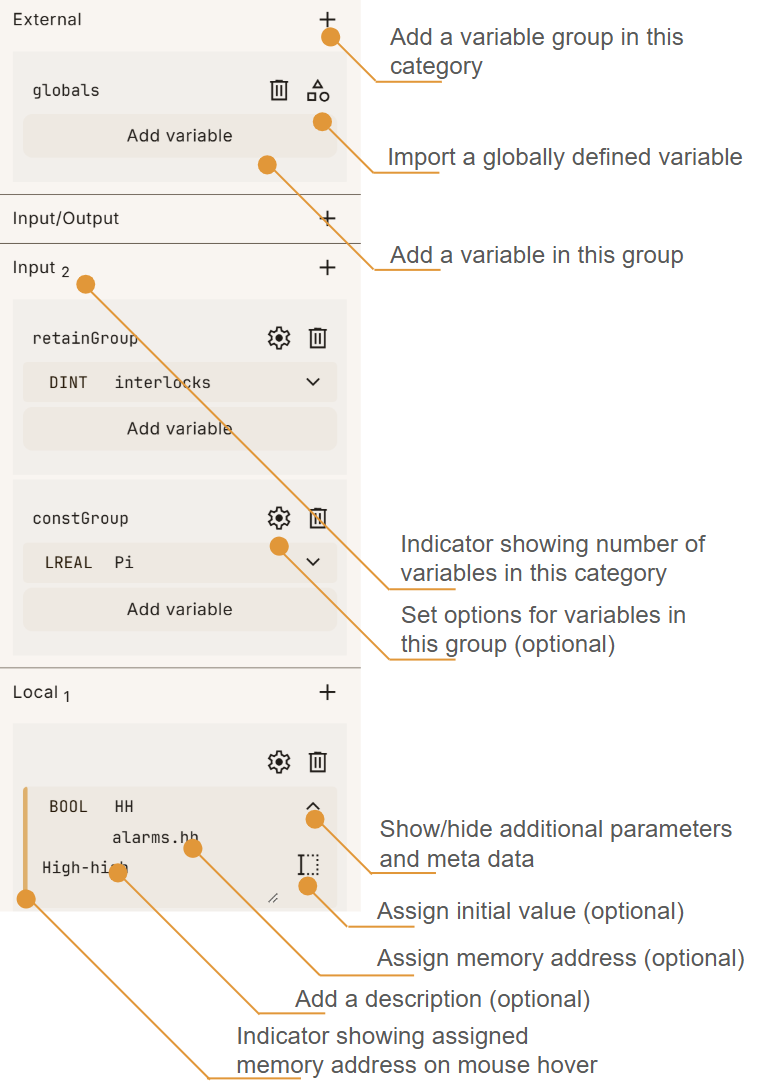 External
Add a variable group in this
category
globals
Add variable
Import a globally defined variable
Input/Output
Add a variable in this group
Input 2
retainGroup
DINT interlocks
Add variable
constGroup
LREAL Pi
Indicator showing number of
variables in this category
Add variable
Set options for variables in
this group (optional)
Local 1
BOOL HH
alarms.hh
High-high
Show/hide additional parameters
and meta data
Assign initial value (optional)
Assign memory address (optional)
Add a description (optional)
Indicator showing assigned
memory address on mouse hover